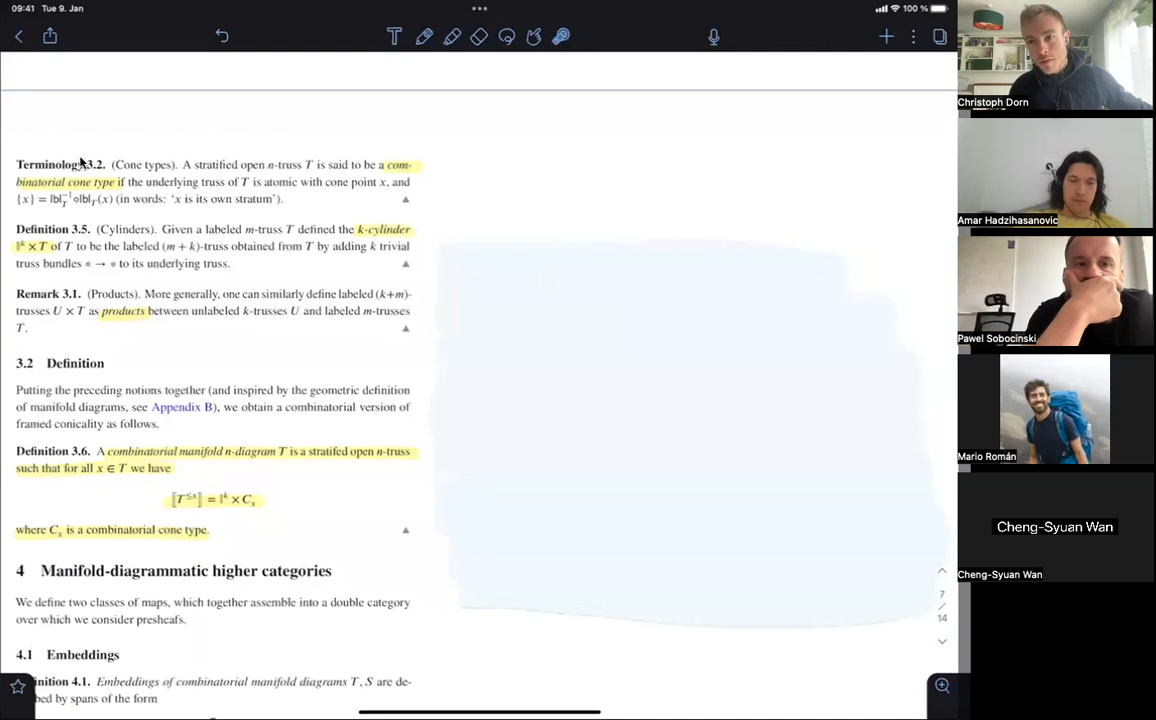 09:41 Tue 9. Jan
100 %
Terminology 3.2. (Cone types). A stratified open n-truss T is said to be a com-
binatorial cone type if the underlying truss of T is atomic with cone point x, and
(in words: ‘x is its own stratum’).
Definition 3.5. (Cylinders). Given a labeled m-truss T defined the k-cylinder
𝕀ᵏ × T of T to be the labeled (m + k)-truss obtained from T by adding k trivial
truss bundles ∗ → ∗ to its underlying truss.
Remark 3.1. (Products). More generally, one can similarly define labeled (k+m)-
trusses U × T as products between unlabeled k-trusses U and labeled m-trusses
T.
3.2 Definition
Putting the preceding notions together (and inspired by the geometric definition
of manifold diagrams, see Appendix B), we obtain a combinatorial version of
framed conicality as follows.
Definition 3.6. A combinatorial manifold n-diagram T is a stratifed open n-truss
such that for all x ∈ T we have
⟦T≤x⟧ = 𝕀ᵏ × Cₓ
where Cₓ is a combinatorial cone type.
4 Manifold-diagrammatic higher categories
We define two classes of maps, which together assemble into a double category
over which we consider presheafs.
4.1 Embeddings
inition 4.1. Embeddings of combinatorial manifold diagrams T, S are de-
bed by spans of the form
7
/
14
Christoph Dorn
Amar Hadzihasanovic
Pawel Sobocinski
Mario Román
Cheng-Syuan Wan
Cheng-Syuan Wan